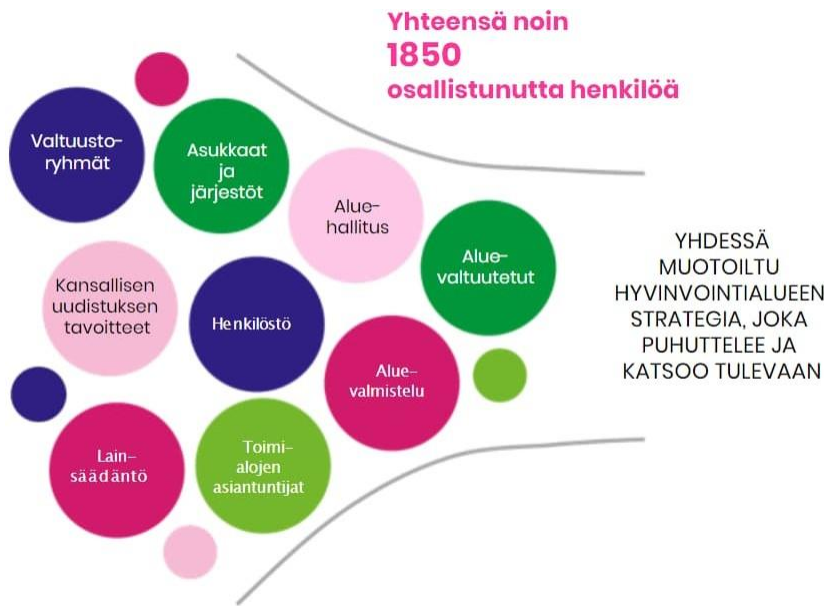 Yhteensä noin
1850
osallistunutta henkilöä
Valtuusto-
ryhmät
Asukkaat
ja
järjestöt
Alue-
hallitus
Alue-
valtuutetut
Kansallisen
uudistuksen
tavoitteet
Henkilöstö
Alue-
valmistelu
Lain-
säädäntö
Toimi-
alojen
asiantuntijat
YHDESSÄ
MUOTOILTU
HYVINVOINTIALUEEN
STRATEGIA, JOKA
PUHUTTELEE JA
KATSOO TULEVAAN